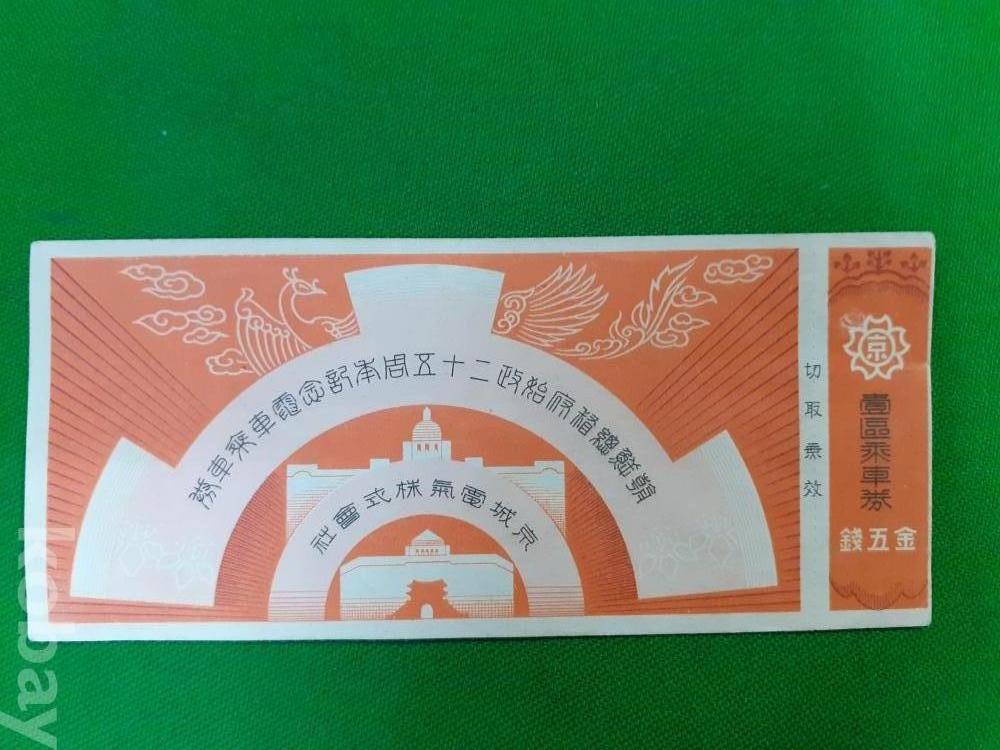 朝鮮總督府始政二十五周年記念電車乘車券
京城電氣株式會社
切取無效
京
壹區乘車券
金五錢
kobay